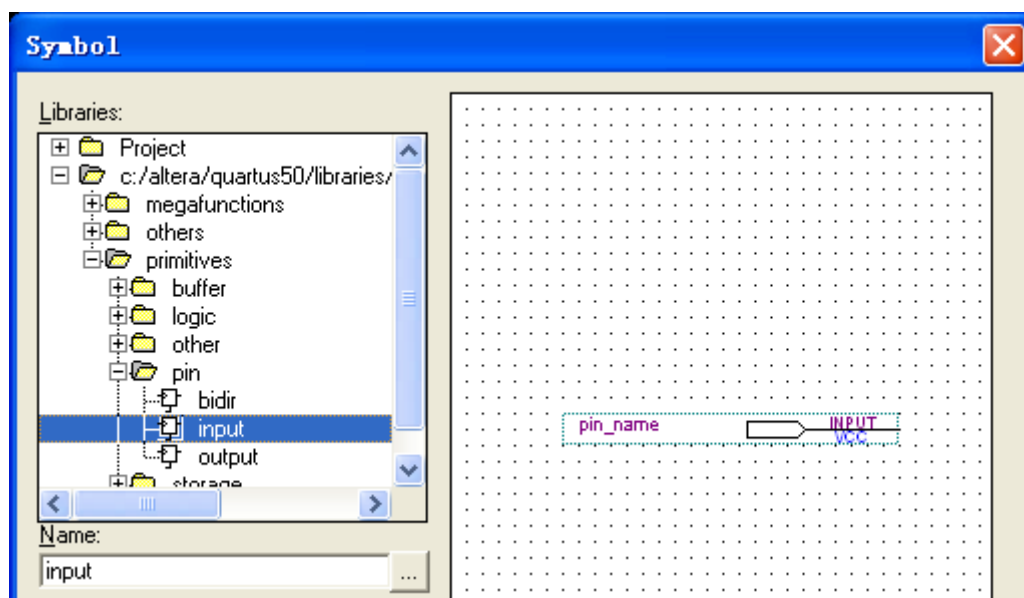 Symbol
Libraries:
Project
c:/altera/quartus50/libraries/
megafunctions
others
primitives
buffer
logic
other
pin
bidir
input
output
storage
Name:
input
...
pin_name
INPUT
VCC